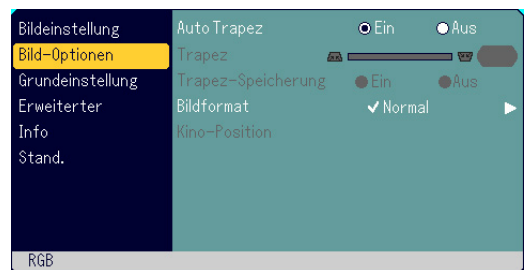 Bildeinstellung
Bild-Optionen
Grundeinstellung
Erweiterter
Info
Stand.
Auto Trapez Ein Aus
Trapez
Trapez-Speicherung Ein Aus
Bildformat Normal
Kino-Position
RGB